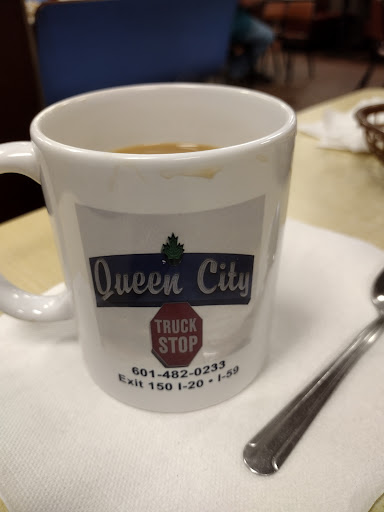 Queen City
TRUCK
STOP
601-482-0233
Exit 150 I-20 • I-59